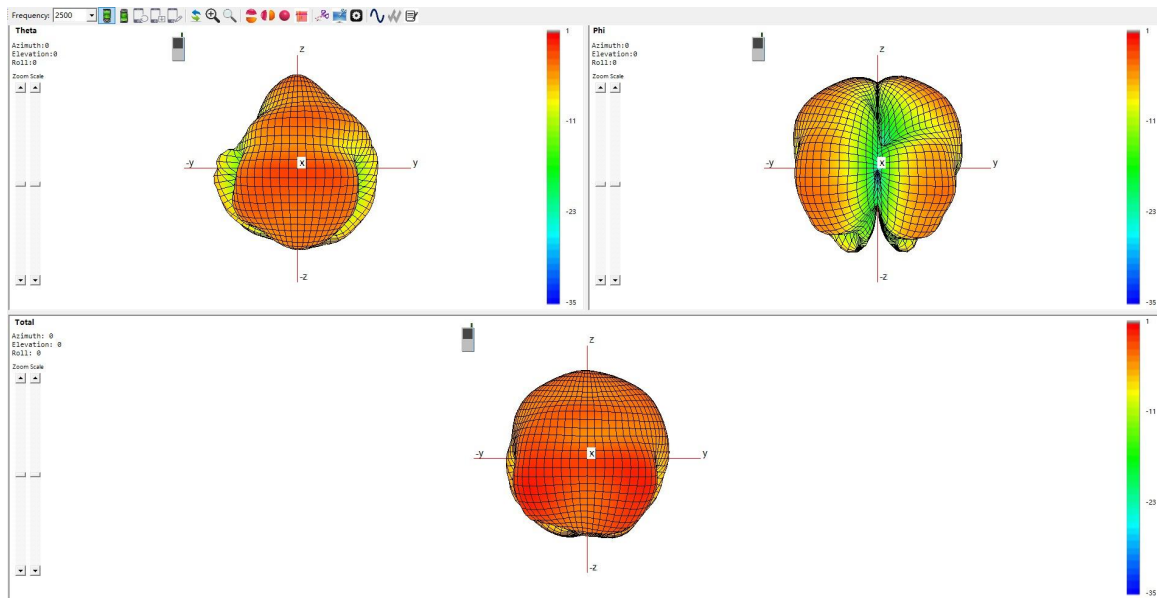 Frequency: 2500
Theta
Azimuth:0
Elevation:0
Roll:0
Zoom Scale
z
-y
x
y
-z
1
-11
-23
-35
Phi
Azimuth:0
Elevation:0
Roll:0
Zoom Scale
z
-y
x
y
-z
1
-11
-23
-35
Total
Azimuth: 0
Elevation: 0
Roll: 0
Zoom Scale
z
-y
x
y
-z
1
-11
-23
-35